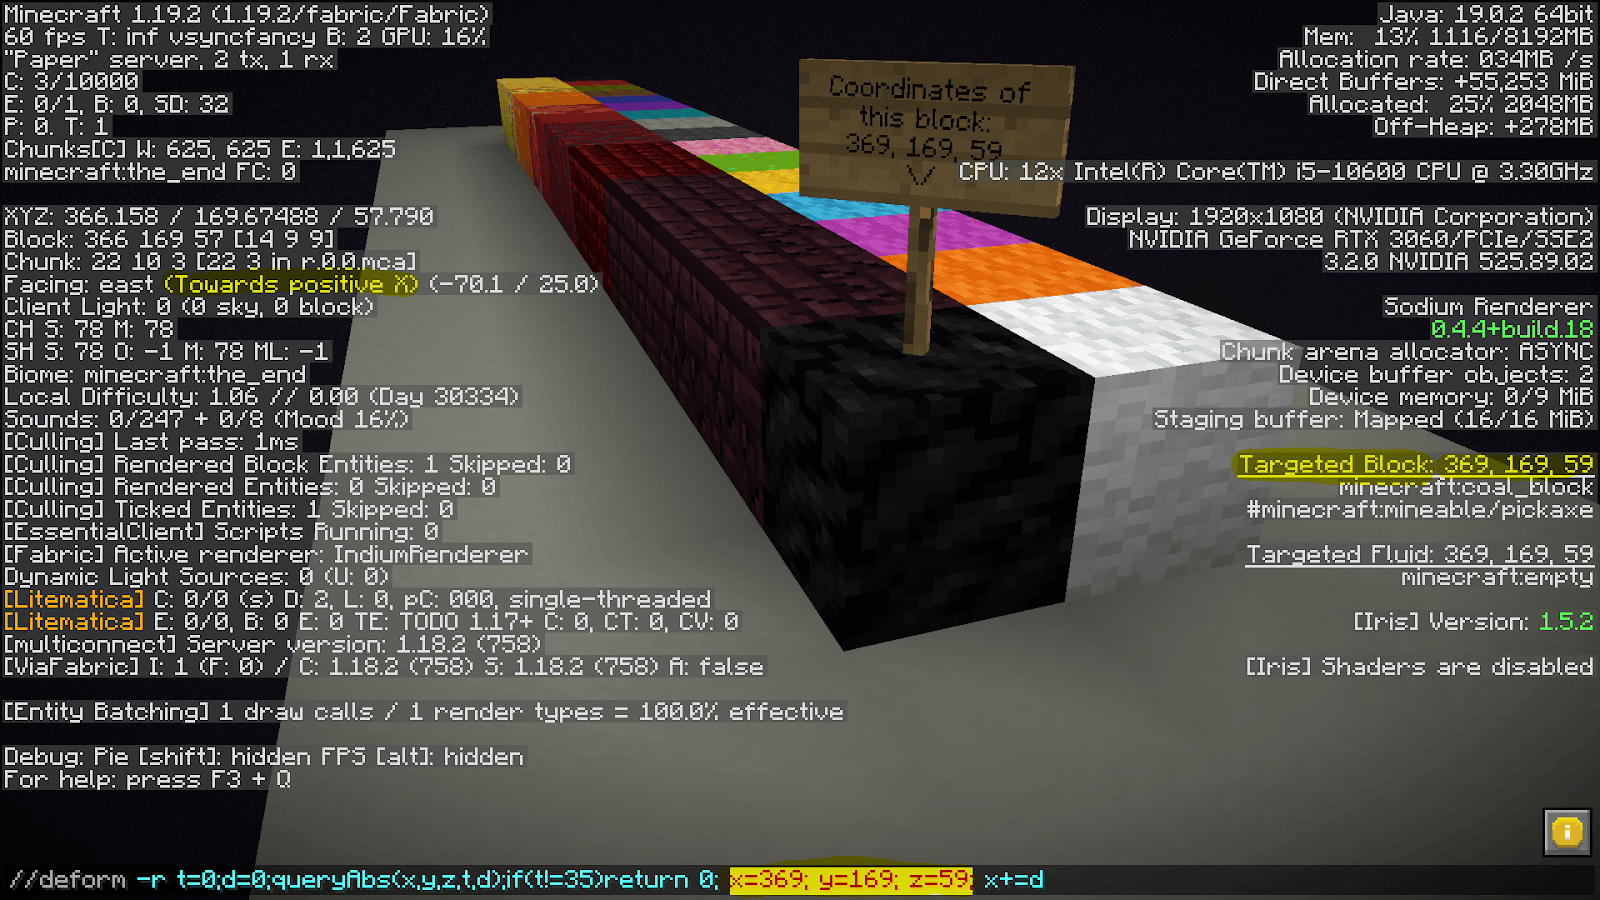 Minecraft 1.19.2 (1.19.2/fabric/Fabric)
60 fps T: inf vsyncfancy B: 2 GPU: 16%
"Paper" server, 2 tx, 1 rx
C: 3/10000
E: 0/1, B: 0, SD: 32
P: 0. T: 1
Chunks[C] W: 625, 625 E: 1,1,625
minecraft:the_end FC: 0
XYZ: 366.158 / 169.67488 / 57.790
Block: 366 169 57 [14 9 9]
Chunk: 22 10 3 [22 3 in r.0.0.mca]
Facing: east (Towards positive X) (-70.1 / 25.0)
Client Light: 0 (0 sky, 0 block)
CH S: 78 M: 78
SH S: 78 O: -1 M: 78 ML: -1
Biome: minecraft:the_end
Local Difficulty: 1.06 // 0.00 (Day 30334)
Sounds: 0/247 + 0/8 (Mood 16%)
[Culling] Last pass: 1ms
[Culling] Rendered Block Entities: 1 Skipped: 0
[Culling] Rendered Entities: 0 Skipped: 0
[Culling] Ticked Entities: 1 Skipped: 0
[EssentialClient] Scripts Running: 0
[Fabric] Active renderer: IndiumRenderer
Dynamic Light Sources: 0 (U: 0)
[Litematica] C: 0/0 (s) D: 2, L: 0, pC: 000, single-threaded
[Litematica] E: 0/0, B: 0 E: 0 TE: TODO 1.17+ C: 0, CT: 0, CV: 0
[multiconnect] Server version: 1.18.2 (758)
[ViaFabric] I: 1 (F: 0) / C: 1.18.2 (758) S: 1.18.2 (758) A: false
[Entity Batching] 1 draw calls / 1 render types = 100.0% effective
Debug: Pie [shift]: hidden FPS [alt]: hidden
For help: press F3 + Q
Coordinates of
this block:
369, 169, 59
\/
Java: 19.0.2 64bit
Mem: 13% 1116/8192MB
Allocation rate: 034MB /s
Direct Buffers: +55,253 MiB
Allocated: 25% 2048MB
Off-Heap: +278MB
CPU: 12x Intel(R) Core(TM) i5-10600 CPU @ 3.30GHz
Display: 1920x1080 (NVIDIA Corporation)
NVIDIA GeForce RTX 3060/PCIe/SSE2
3.2.0 NVIDIA 525.89.02
Sodium Renderer
0.4.4+build.18
Chunk arena allocator: ASYNC
Device buffer objects: 2
Device memory: 0/9 MiB
Staging buffer: Mapped (16/16 MiB)
Targeted Block: 369, 169, 59
minecraft:coal_block
#minecraft:mineable/pickaxe
Targeted Fluid: 369, 169, 59
minecraft:empty
[Iris] Version: 1.5.2
[Iris] Shaders are disabled
//deform -r t=0;d=0;queryAbs(x,y,z,t,d);if(t!=35)return 0; x=369; y=169; z=59; x+=d